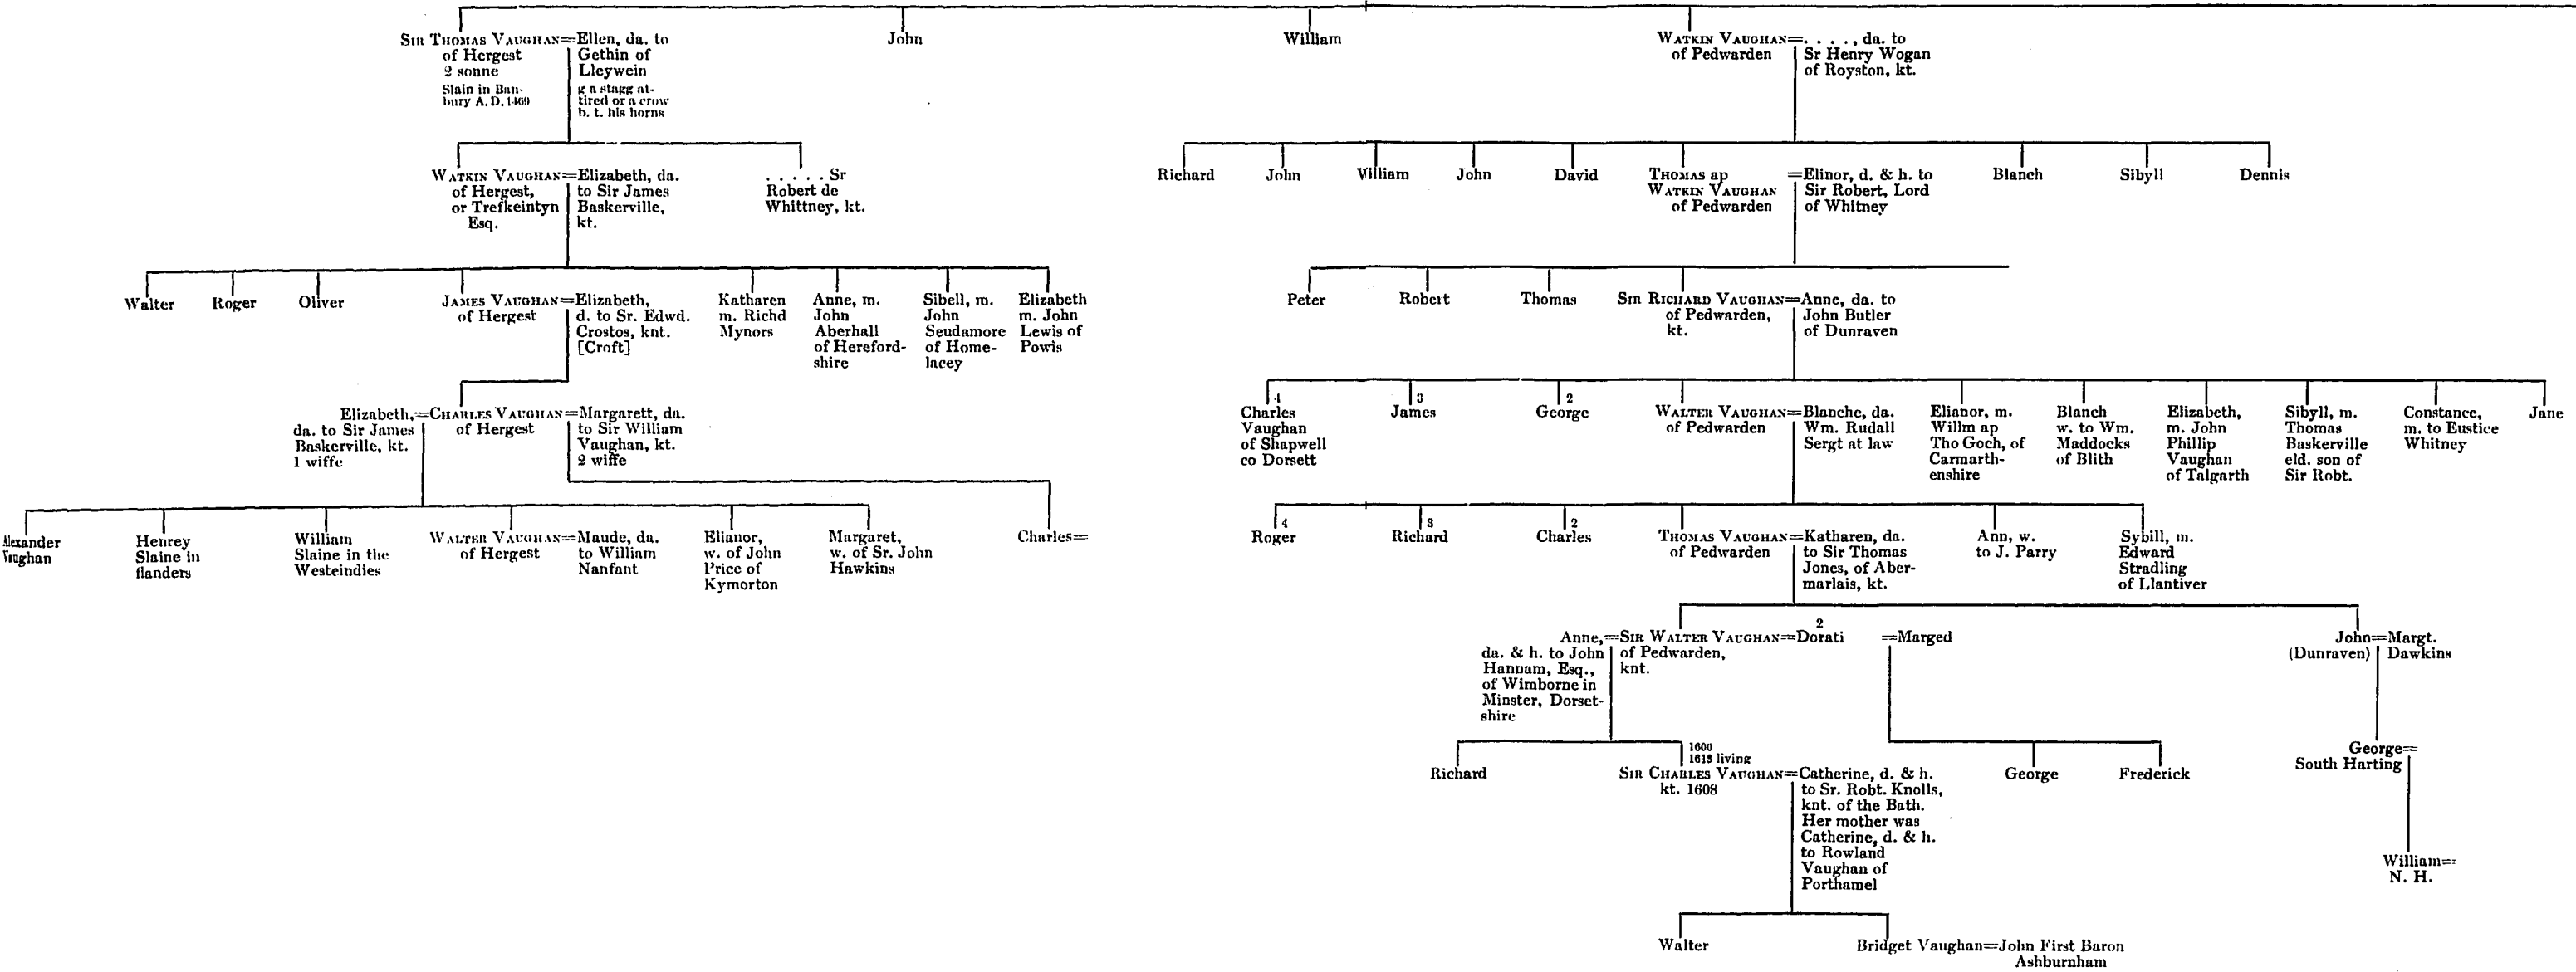 SIR THOMAS VAUGHAN=Ellen, da. to
of Hergest
Gethin of
2 sonne
Lleywein
Slain in Ban-
bury A. D. 1469
g a stagg at-
tired or a crow
b. t. his horns
John
William
WATKIN VAUGHAN=. . . ., da. to
of Pedwarden
Sr Henry Wogan
of Royston, kt.
WATKIN VAUGHAN=Elizabeth, da.
of Hergest,
to Sir James
or Trefkeintyn
Baskerville,
Esq.
kt.
. . . . . Sr
Robert de
Whittney, kt.
Richard
John
William
John
David
THOMAS ap
WATKIN VAUGHAN
of Pedwarden
=Elinor, d. & h. to
Sir Robert, Lord
of Whitney
Blanch
Sibyll
Dennis
Walter
Roger
Oliver
JAMES VAUGHAN=Elizabeth,
of Hergest
d. to Sr. Edwd.
Crostos, knt.
[Croft]
Katharen
m. Richd
Mynors
Anne, m.
John
Aberhall
of Hereford-
shire
Sibell, m.
John
Seudamore
of Home-
lacey
Elizabeth
m. John
Lewis of
Powis
Peter
Robert
Thomas
SIR RICHARD VAUGHAN=Anne, da. to
of Pedwarden,
John Butler
kt.
of Dunraven
Elizabeth,=CHARLES VAUGHAN=Margarett, da.
da. to Sir James
of Hergest
to Sir William
Baskerville, kt.
Vaughan, kt.
1 wiffe
2 wiffe
4
Charles
Vaughan
of Shapwell
co Dorsett
3
James
2
George
WALTER VAUGHAN=Blanche, da.
of Pedwarden
Wm. Rudall
Sergt at law
Elianor, m.
Willm ap
Tho Goch, of
Carmarth-
enshire
Blanch
w. to Wm.
Maddocks
of Blith
Elizabeth,
m. John
Phillip
Vaughan
of Talgarth
Sibyll, m.
Thomas
Baskerville
eld. son of
Sir Robt.
Constance,
m. to Eustice
Whitney
Jane
Alexander
Vaughan
Henrey
Slaine in
flanders
William
Slaine in the
Westeindies
WALTER VAUGHAN=Maude, da.
of Hergest
to William
Nanfant
Elianor,
w. of John
Price of
Kymorton
Margaret,
w. of Sr. John
Hawkins
Charles=
4
Roger
3
Richard
2
Charles
THOMAS VAUGHAN=Katharen, da.
of Pedwarden
to Sir Thomas
Jones, of Aber-
marlais, kt.
Ann, w.
to J. Parry
Sybill, m.
Edward
Stradling
of Llantiver
2
Anne,=SIR WALTER VAUGHAN=Dorati =Marged
da. & h. to John
of Pedwarden,
Hannum, Esq.,
knt.
of Wimborne in
Minster, Dorset-
shire
John=Margt.
(Dunraven)
Dawkins
Richard
1600
1613 living
SIR CHARLES VAUGHAN=Catherine, d. & h.
kt. 1608
to Sr. Robt. Knolls,
knt. of the Bath.
Her mother was
Catherine, d. & h.
to Rowland
Vaughan of
Porthamel
George
Frederick
George=
South Harting
William=
N. H.
Walter
Bridget Vaughan=John First Baron
Ashburnham